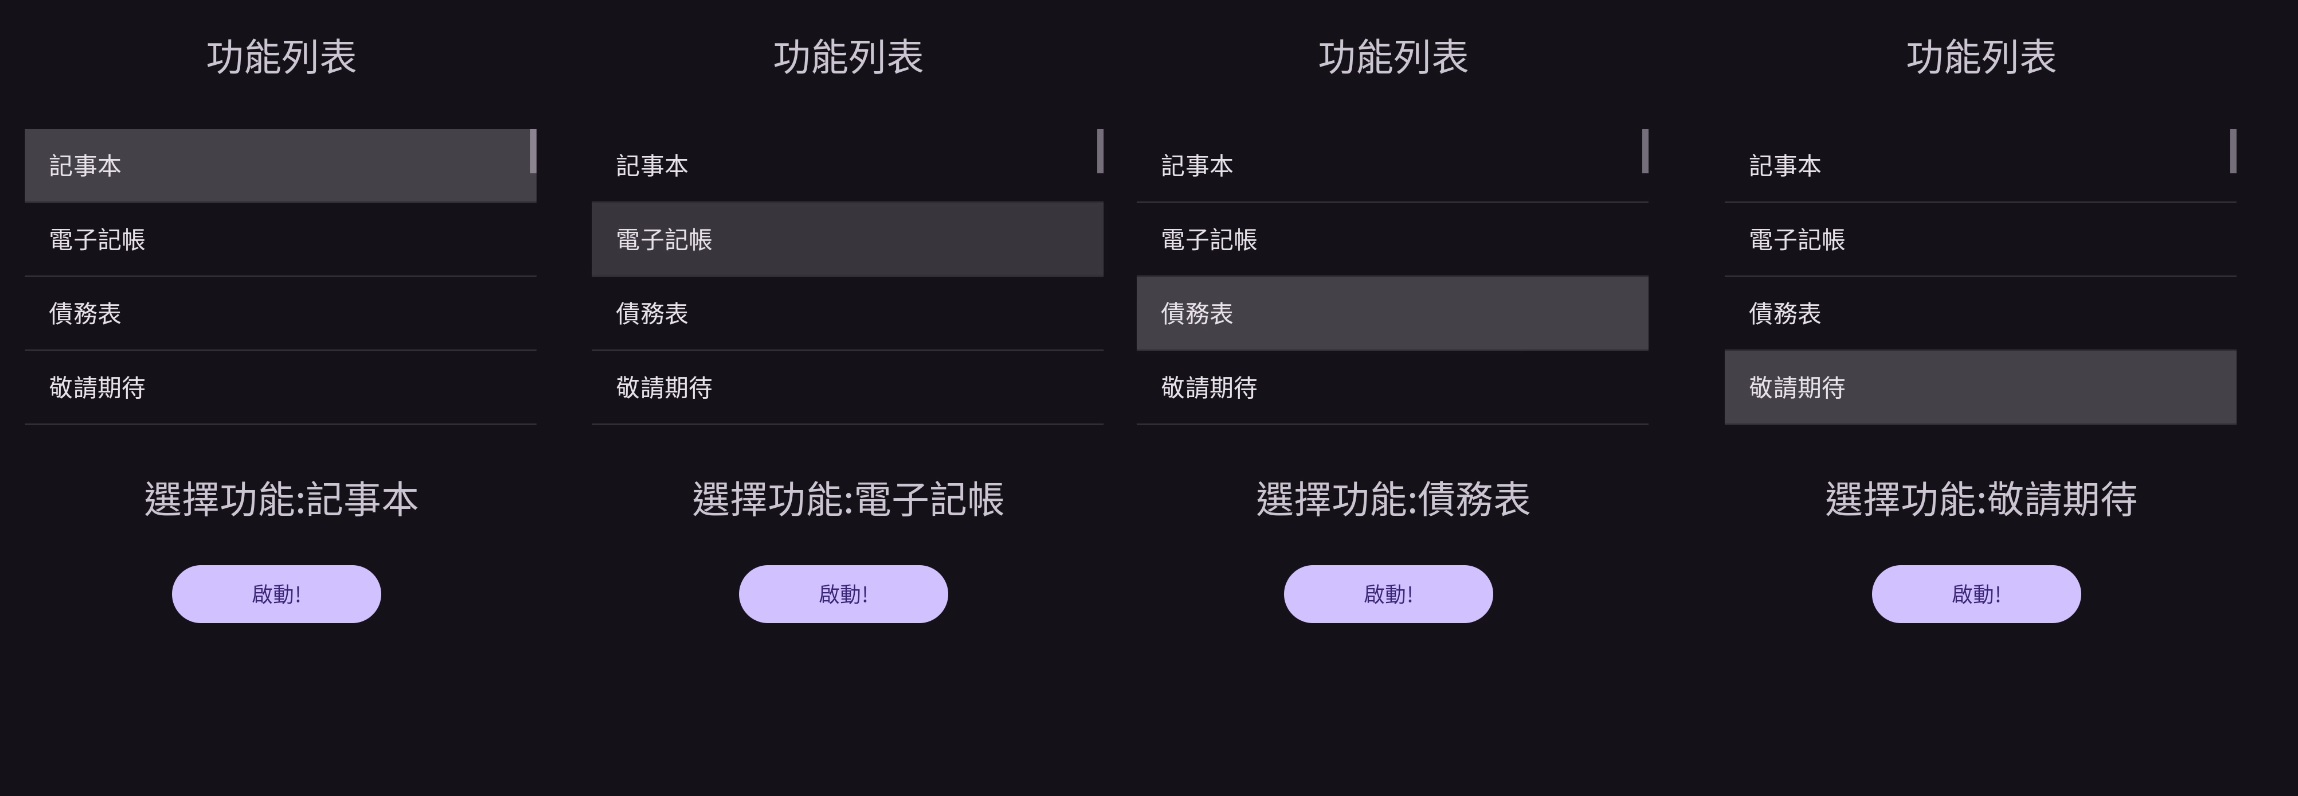 功能列表
記事本
電子記帳
債務表
敬請期待
選擇功能:記事本
啟動!
功能列表
記事本
電子記帳
債務表
敬請期待
選擇功能:電子記帳
啟動!
功能列表
記事本
電子記帳
債務表
敬請期待
選擇功能:債務表
啟動!
功能列表
記事本
電子記帳
債務表
敬請期待
選擇功能:敬請期待
啟動!